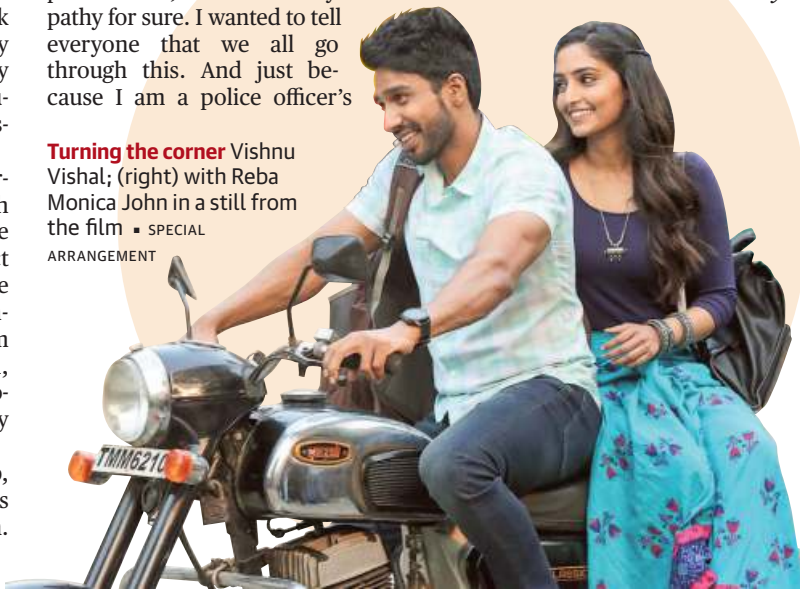 pathy for sure. I wanted to tell
everyone that we all go
through this. And just be-
cause I am a police officer's
Turning the corner Vishnu
Vishal; (right) with Reba
Monica John in a still from
the film ▪ SPECIAL
ARRANGEMENT
TMM6210